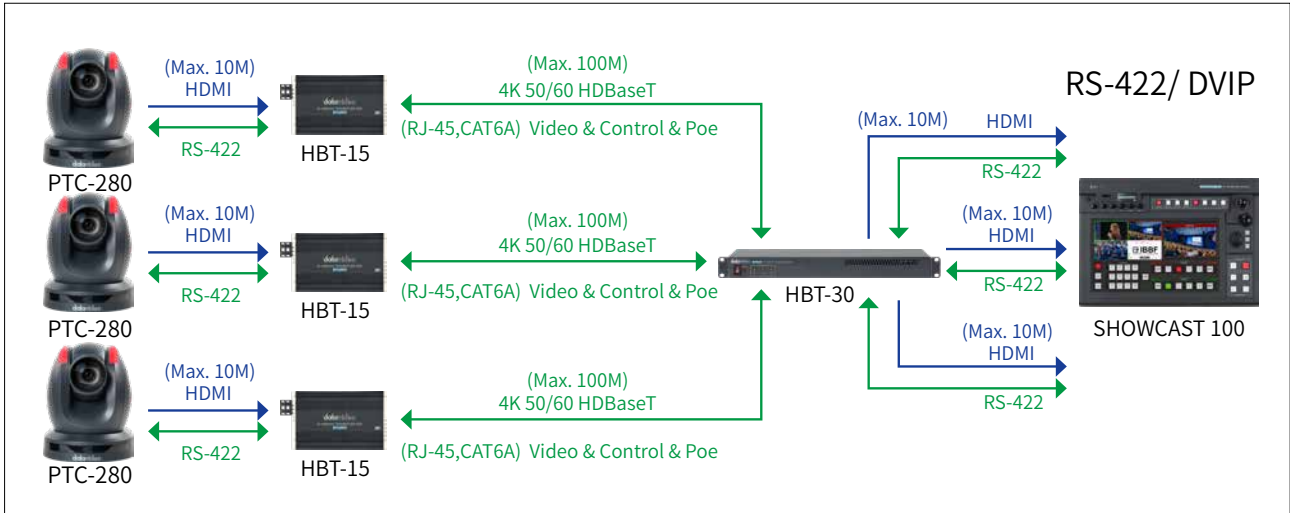 RS-422/ DVIP
(Max. 10M)
HDMI
RS-422
PTC-280
HBT-15
(Max. 100M)
4K 50/60 HDBaseT
(RJ-45,CAT6A) Video & Control & Poe
(Max. 10M)
HDMI
RS-422
PTC-280
HBT-15
(Max. 100M)
4K 50/60 HDBaseT
(RJ-45,CAT6A) Video & Control & Poe
(Max. 10M)
HDMI
RS-422
PTC-280
HBT-15
(Max. 100M)
4K 50/60 HDBaseT
(RJ-45,CAT6A) Video & Control & Poe
HBT-30
(Max. 10M)
HDMI
RS-422
(Max. 10M)
HDMI
RS-422
(Max. 10M)
HDMI
RS-422
IBBF
SHOWCAST 100
datavideo
datavideo
datavideo